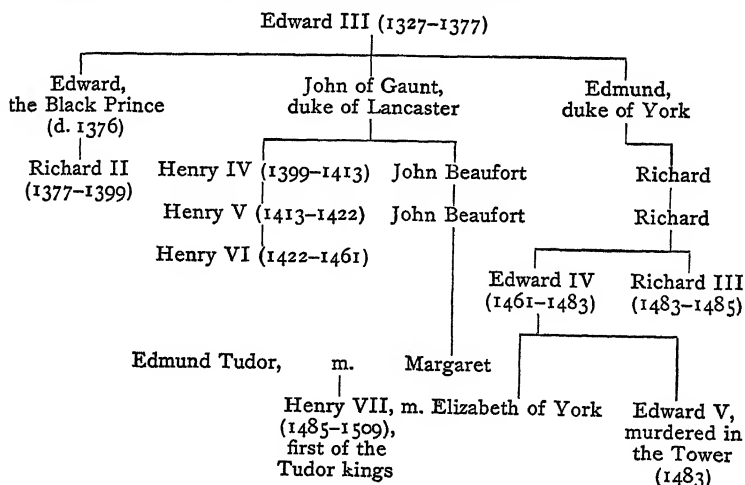 Edward III (1327–1377)
Edward,
the Black Prince
(d. 1376)
John of Gaunt,
duke of Lancaster
Edmund,
duke of York
Richard II
(1377–1399)
Henry IV (1399–1413)
John Beaufort
Richard
Henry V (1413–1422)
John Beaufort
Richard
Henry VI (1422–1461)
Edward IV
(1461–1483)
Richard III
(1483–1485)
Edmund Tudor, m. Margaret
Henry VII, m. Elizabeth of York
(1485–1509),
first of the
Tudor kings
Edward V,
murdered in
the Tower
(1483)